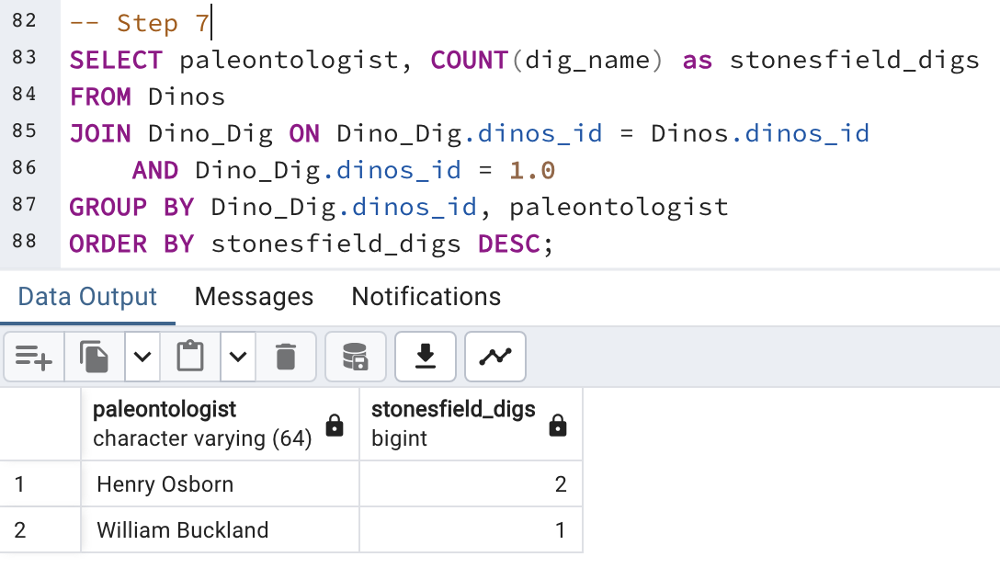 82 -- Step 7
83 SELECT paleontologist, COUNT(dig_name) as stonesfield_digs
84 FROM Dinos
85 JOIN Dino_Dig ON Dino_Dig.dinos_id = Dinos.dinos_id
86 AND Dino_Dig.dinos_id = 1.0
87 GROUP BY Dino_Dig.dinos_id, paleontologist
88 ORDER BY stonesfield_digs DESC;
Data Output Messages Notifications
paleontologist stonesfield_digs
character varying (64) bigint
1 Henry Osborn 2
2 William Buckland 1